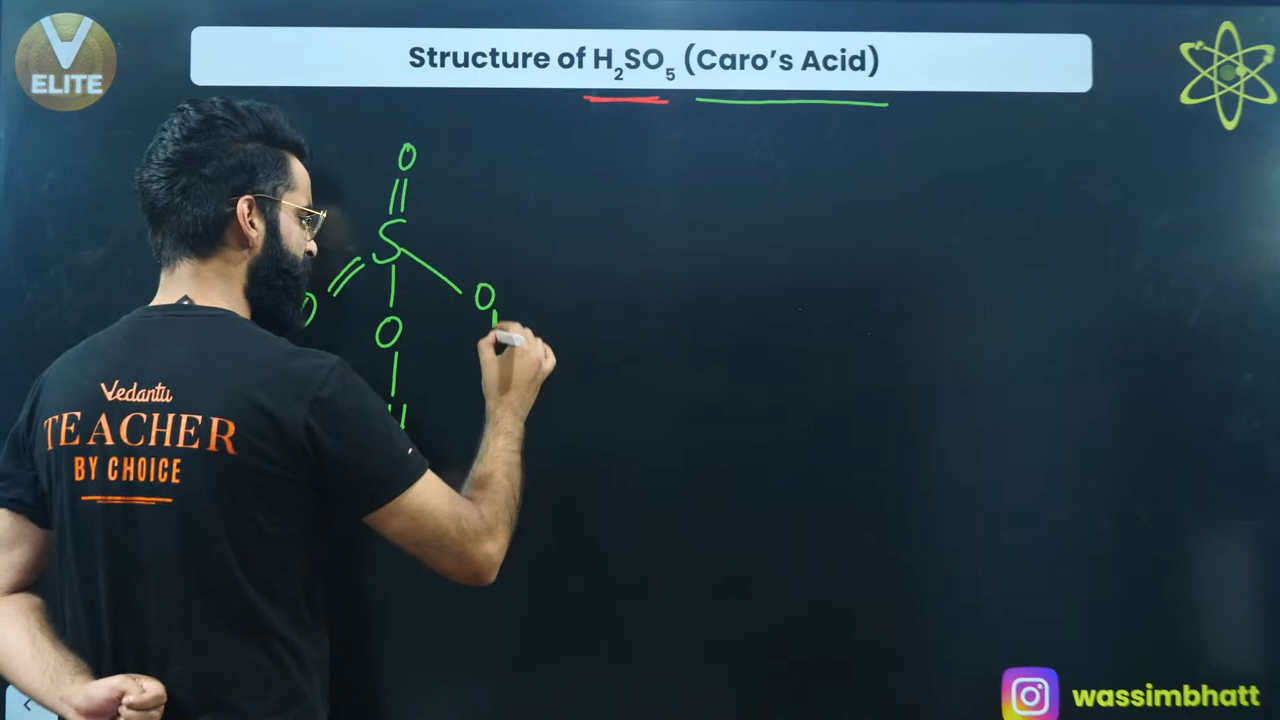 V
ELITE
Structure of H₂SO₅ (Caro's Acid)
O
S
O O
O
H
Vedantu
TEACHER
BY CHOICE
wassimbhatt